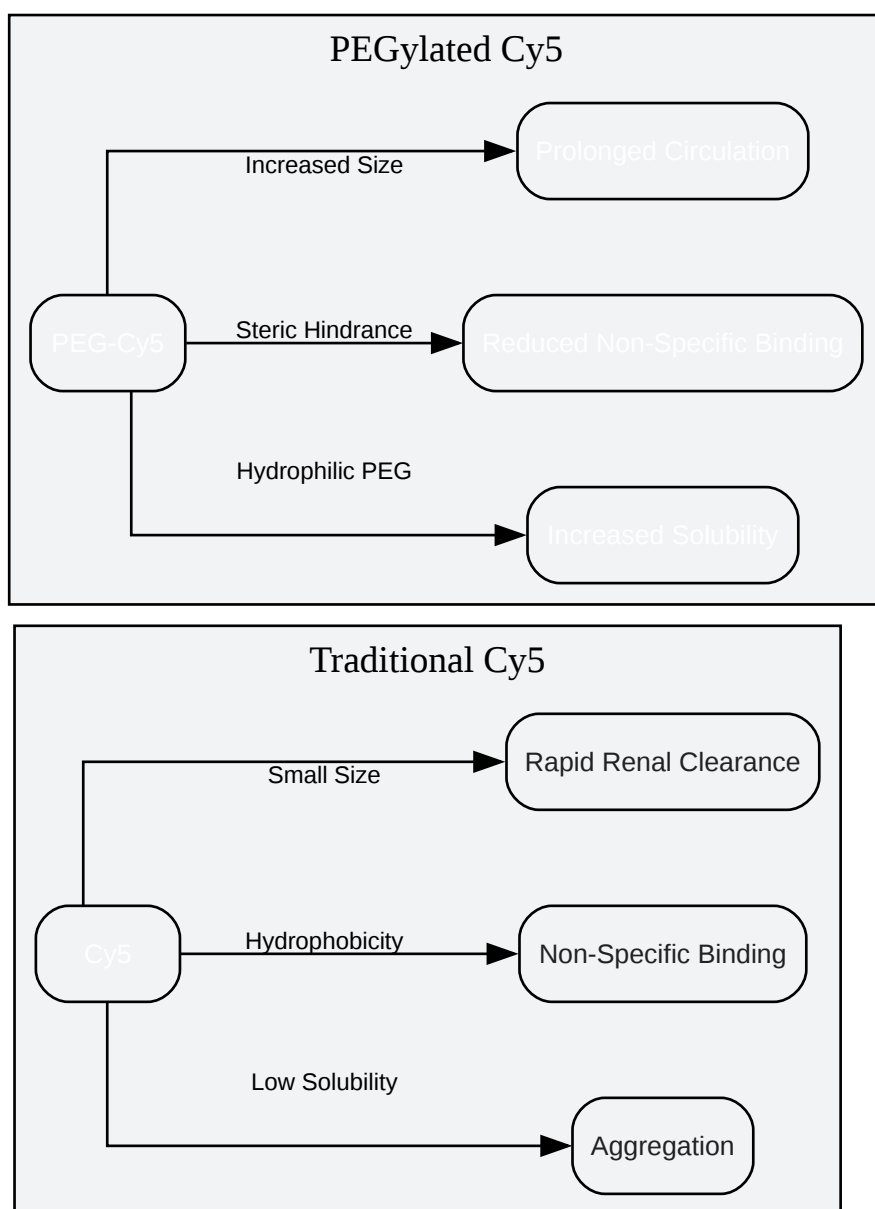 PEGylated Cy5
Prolonged Circulation
Increased Size
Steric Hindrance
PEG-Cy5
Reduced Non-Specific Binding
Hydrophilic PEG
Increased Solubility
Traditional Cy5
Rapid Renal Clearance
Small Size
Hydrophobicity
Cy5
Non-Specific Binding
Low Solubility
Aggregation